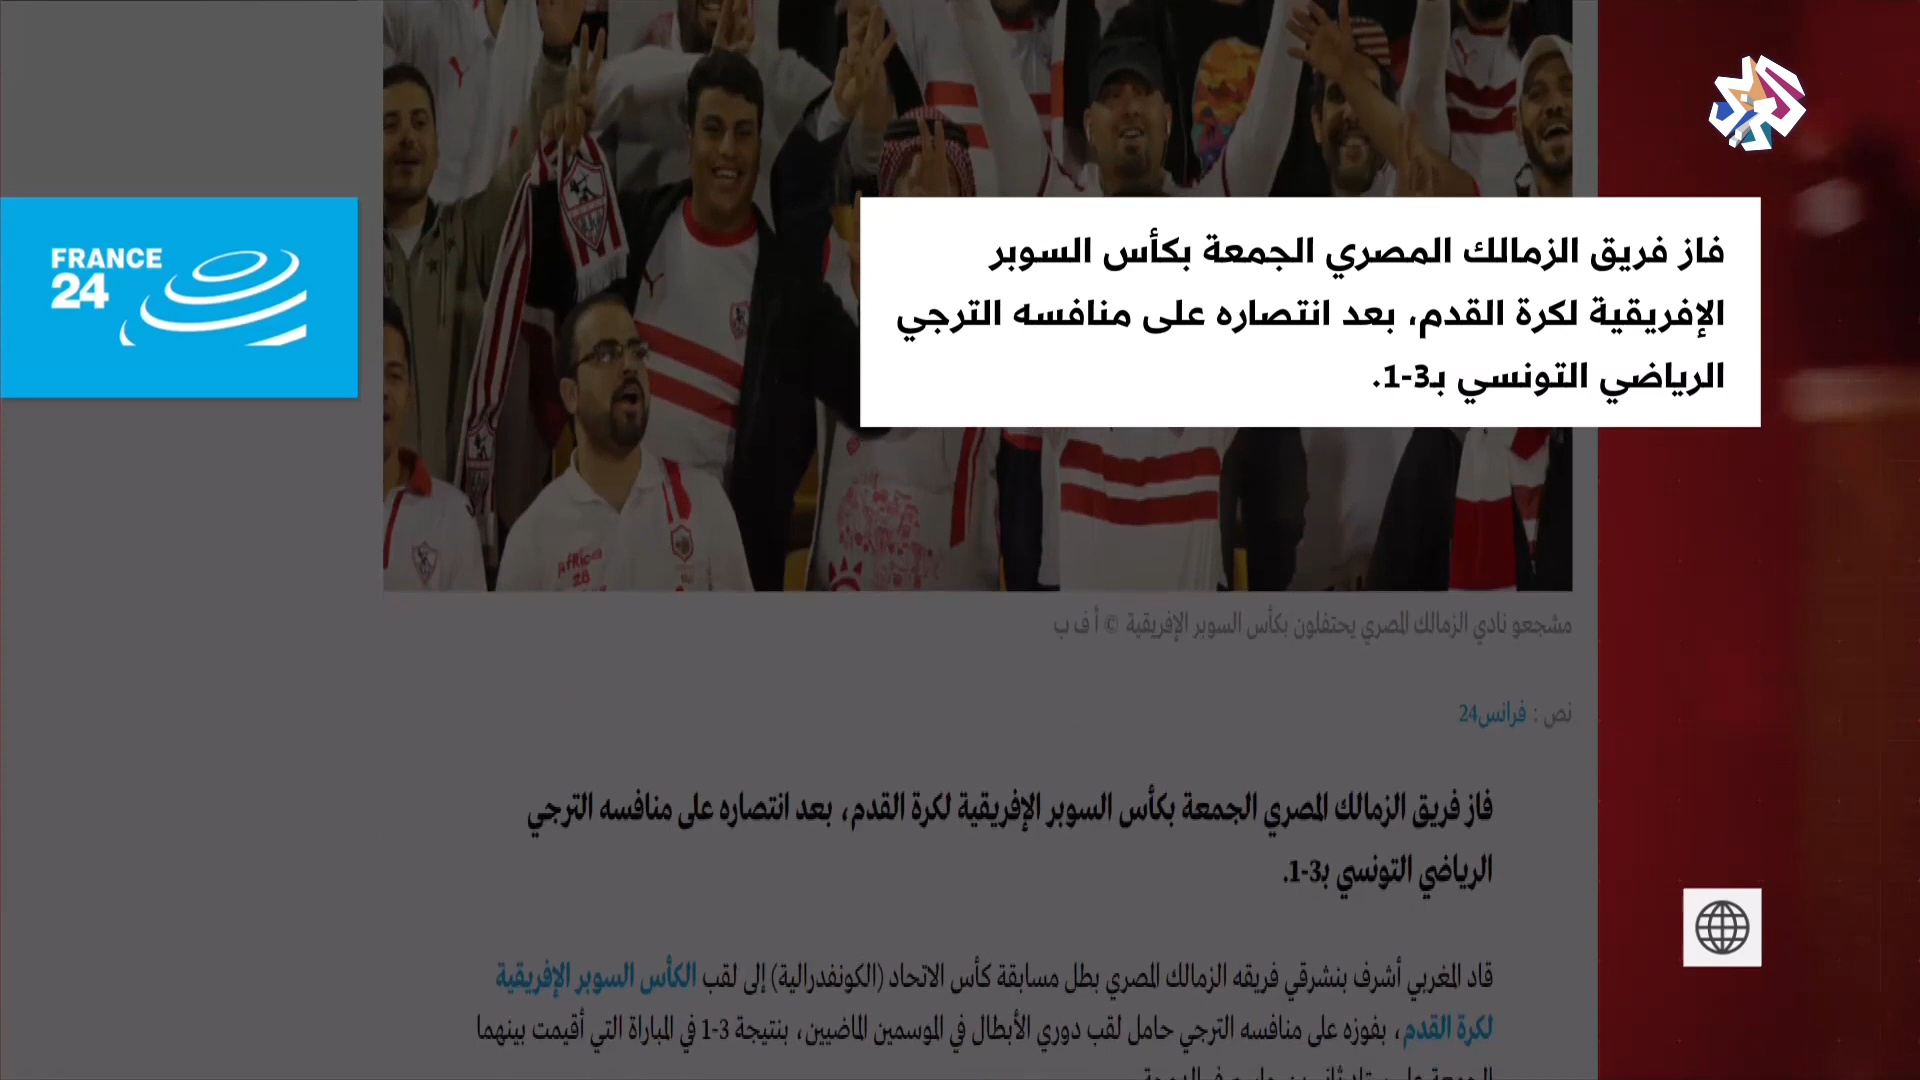 FRANCE
24
فاز فريق الزمالك المصري الجمعة بكأس السوبر
الإفريقية لكرة القدم، بعد انتصاره على منافسه الترجي
الرياضي التونسي بـ3-1.
مشجعو نادي الزمالك المصري يحتفلون بكأس السوبر الإفريقية © أ ف ب
نص : فرانس24
فاز فريق الزمالك المصري الجمعة بكأس السوبر الإفريقية لكرة القدم، بعد انتصاره على منافسه الترجي
الرياضي التونسي بـ3-1.
قاد المغربي أشرف بنشرقي فريقه الزمالك المصري بطل مسابقة كأس الاتحاد (الكونفدرالية) إلى لقب الكأس السوبر الإفريقية
لكرة القدم، بفوزه على منافسه الترجي حامل لقب دوري الأبطال في الموسمين الماضيين، بنتيجة 3-1 في المباراة التي أقيمت بينهما